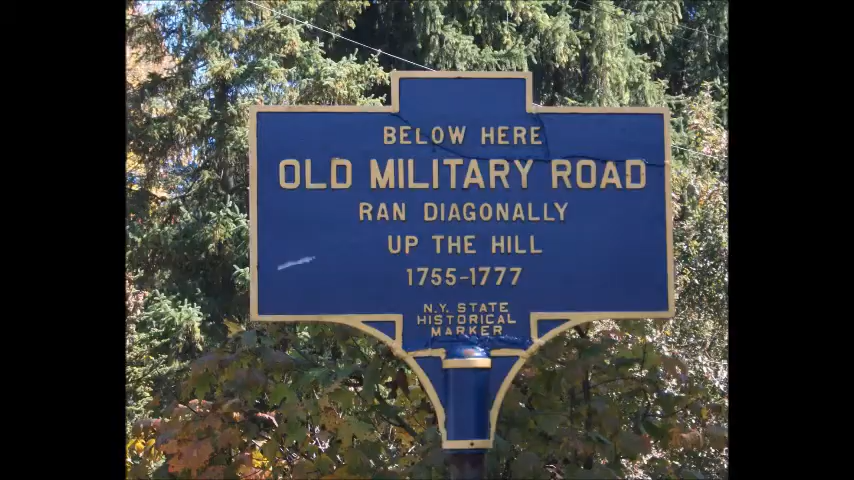 BELOW HERE
OLD MILITARY ROAD
RAN DIAGONALLY
UP THE HILL
1755-1777
N.Y. STATE
HISTORICAL
MARKER